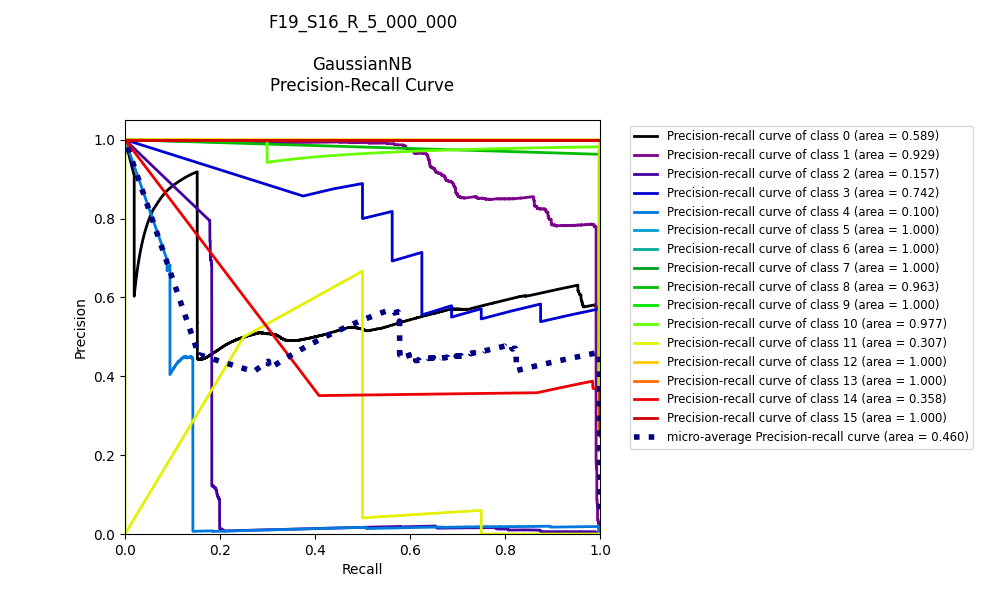 F19_S16_R_5_000_000
GaussianNB
Precision-Recall Curve
1.0
0.8
0.6
0.4
0.2
0.0
Precision
0.0 0.2 0.4 0.6 0.8 1.0
Recall
Precision-recall curve of class 0 (area = 0.589)
Precision-recall curve of class 1 (area = 0.929)
Precision-recall curve of class 2 (area = 0.157)
Precision-recall curve of class 3 (area = 0.742)
Precision-recall curve of class 4 (area = 0.100)
Precision-recall curve of class 5 (area = 1.000)
Precision-recall curve of class 6 (area = 1.000)
Precision-recall curve of class 7 (area = 1.000)
Precision-recall curve of class 8 (area = 0.963)
Precision-recall curve of class 9 (area = 1.000)
Precision-recall curve of class 10 (area = 0.977)
Precision-recall curve of class 11 (area = 0.307)
Precision-recall curve of class 12 (area = 1.000)
Precision-recall curve of class 13 (area = 1.000)
Precision-recall curve of class 14 (area = 0.358)
Precision-recall curve of class 15 (area = 1.000)
micro-average Precision-recall curve (area = 0.460)